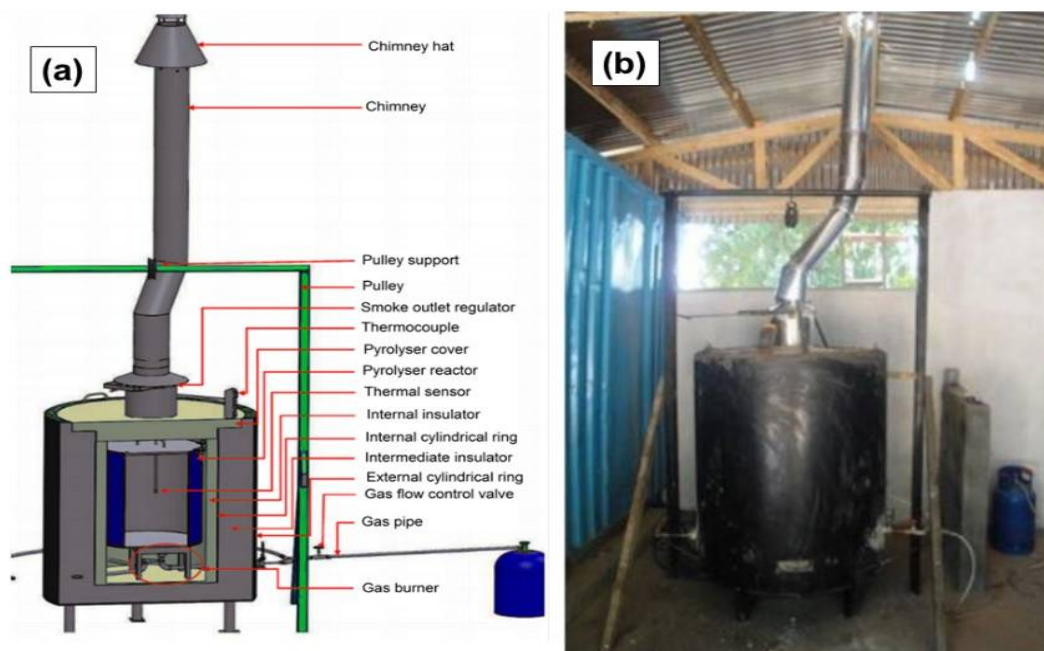 (a)
Chimney hat
Chimney
Pulley support
Pulley
Smoke outlet regulator
Thermocouple
Pyrolyser cover
Pyrolyser reactor
Thermal sensor
Internal insulator
Internal cylindrical ring
Intermediate insulator
External cylindrical ring
Gas flow control valve
Gas pipe
Gas burner
(b)